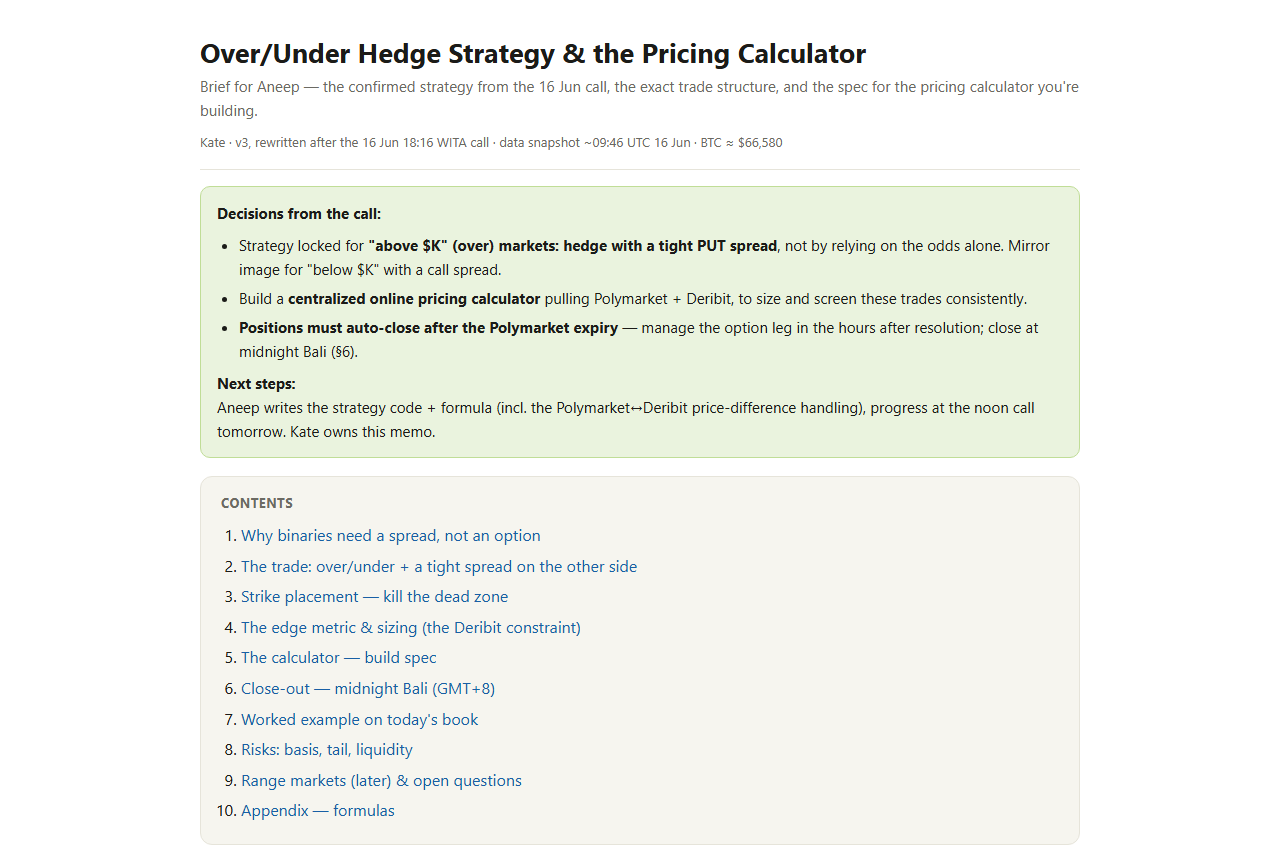 Over/Under Hedge Strategy & the Pricing Calculator
Brief for Aneep — the confirmed strategy from the 16 Jun call, the exact trade structure, and the spec for the pricing calculator you're
building.
Kate · v3, rewritten after the 16 Jun 18:16 WITA call · data snapshot ~09:46 UTC 16 Jun · BTC ≈ $66,580
Decisions from the call:
• Strategy locked for "above $K" (over) markets: hedge with a tight PUT spread, not by relying on the odds alone. Mirror
image for "below $K" with a call spread.
• Build a centralized online pricing calculator pulling Polymarket + Deribit, to size and screen these trades consistently.
• Positions must auto-close after the Polymarket expiry — manage the option leg in the hours after resolution; close at
midnight Bali (§6).
Next steps:
Aneep writes the strategy code + formula (incl. the Polymarket↔Deribit price-difference handling), progress at the noon call
tomorrow. Kate owns this memo.
CONTENTS
1. Why binaries need a spread, not an option
2. The trade: over/under + a tight spread on the other side
3. Strike placement — kill the dead zone
4. The edge metric & sizing (the Deribit constraint)
5. The calculator — build spec
6. Close-out — midnight Bali (GMT+8)
7. Worked example on today's book
8. Risks: basis, tail, liquidity
9. Range markets (later) & open questions
10. Appendix — formulas